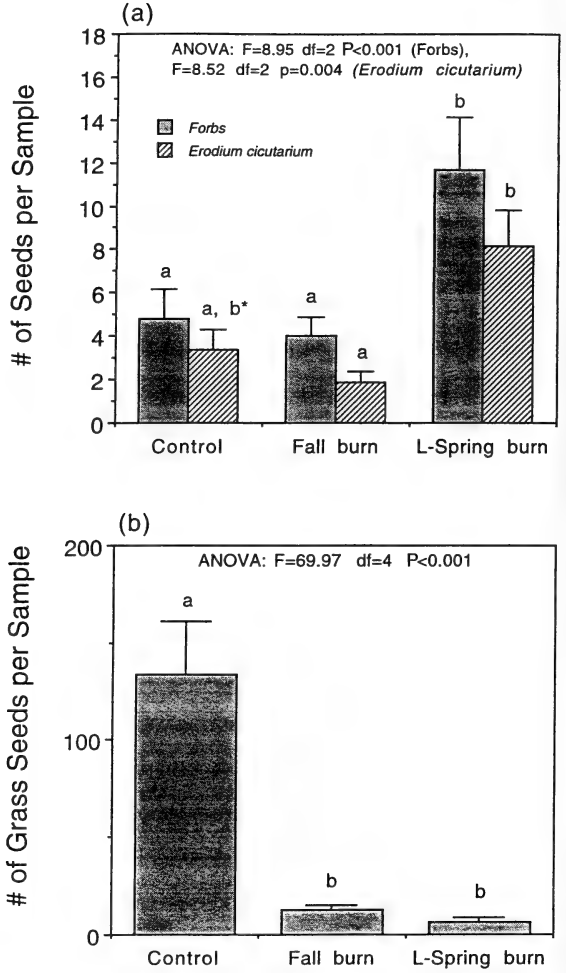 (a)
18
16
14
12
10
8
6
4
2
0
# of Seeds per Sample
ANOVA: F=8.95 df=2 P<0.001 (Forbs),
F=8.52 df=2 p=0.004 (Erodium cicutarium)
Forbs
Erodium cicutarium
a
a, b*
a
a
b
b
Control Fall burn L-Spring burn
(b)
200
100
0
# of Grass Seeds per Sample
ANOVA: F=69.97 df=4 P<0.001
a
b
b
Control Fall burn L-Spring burn